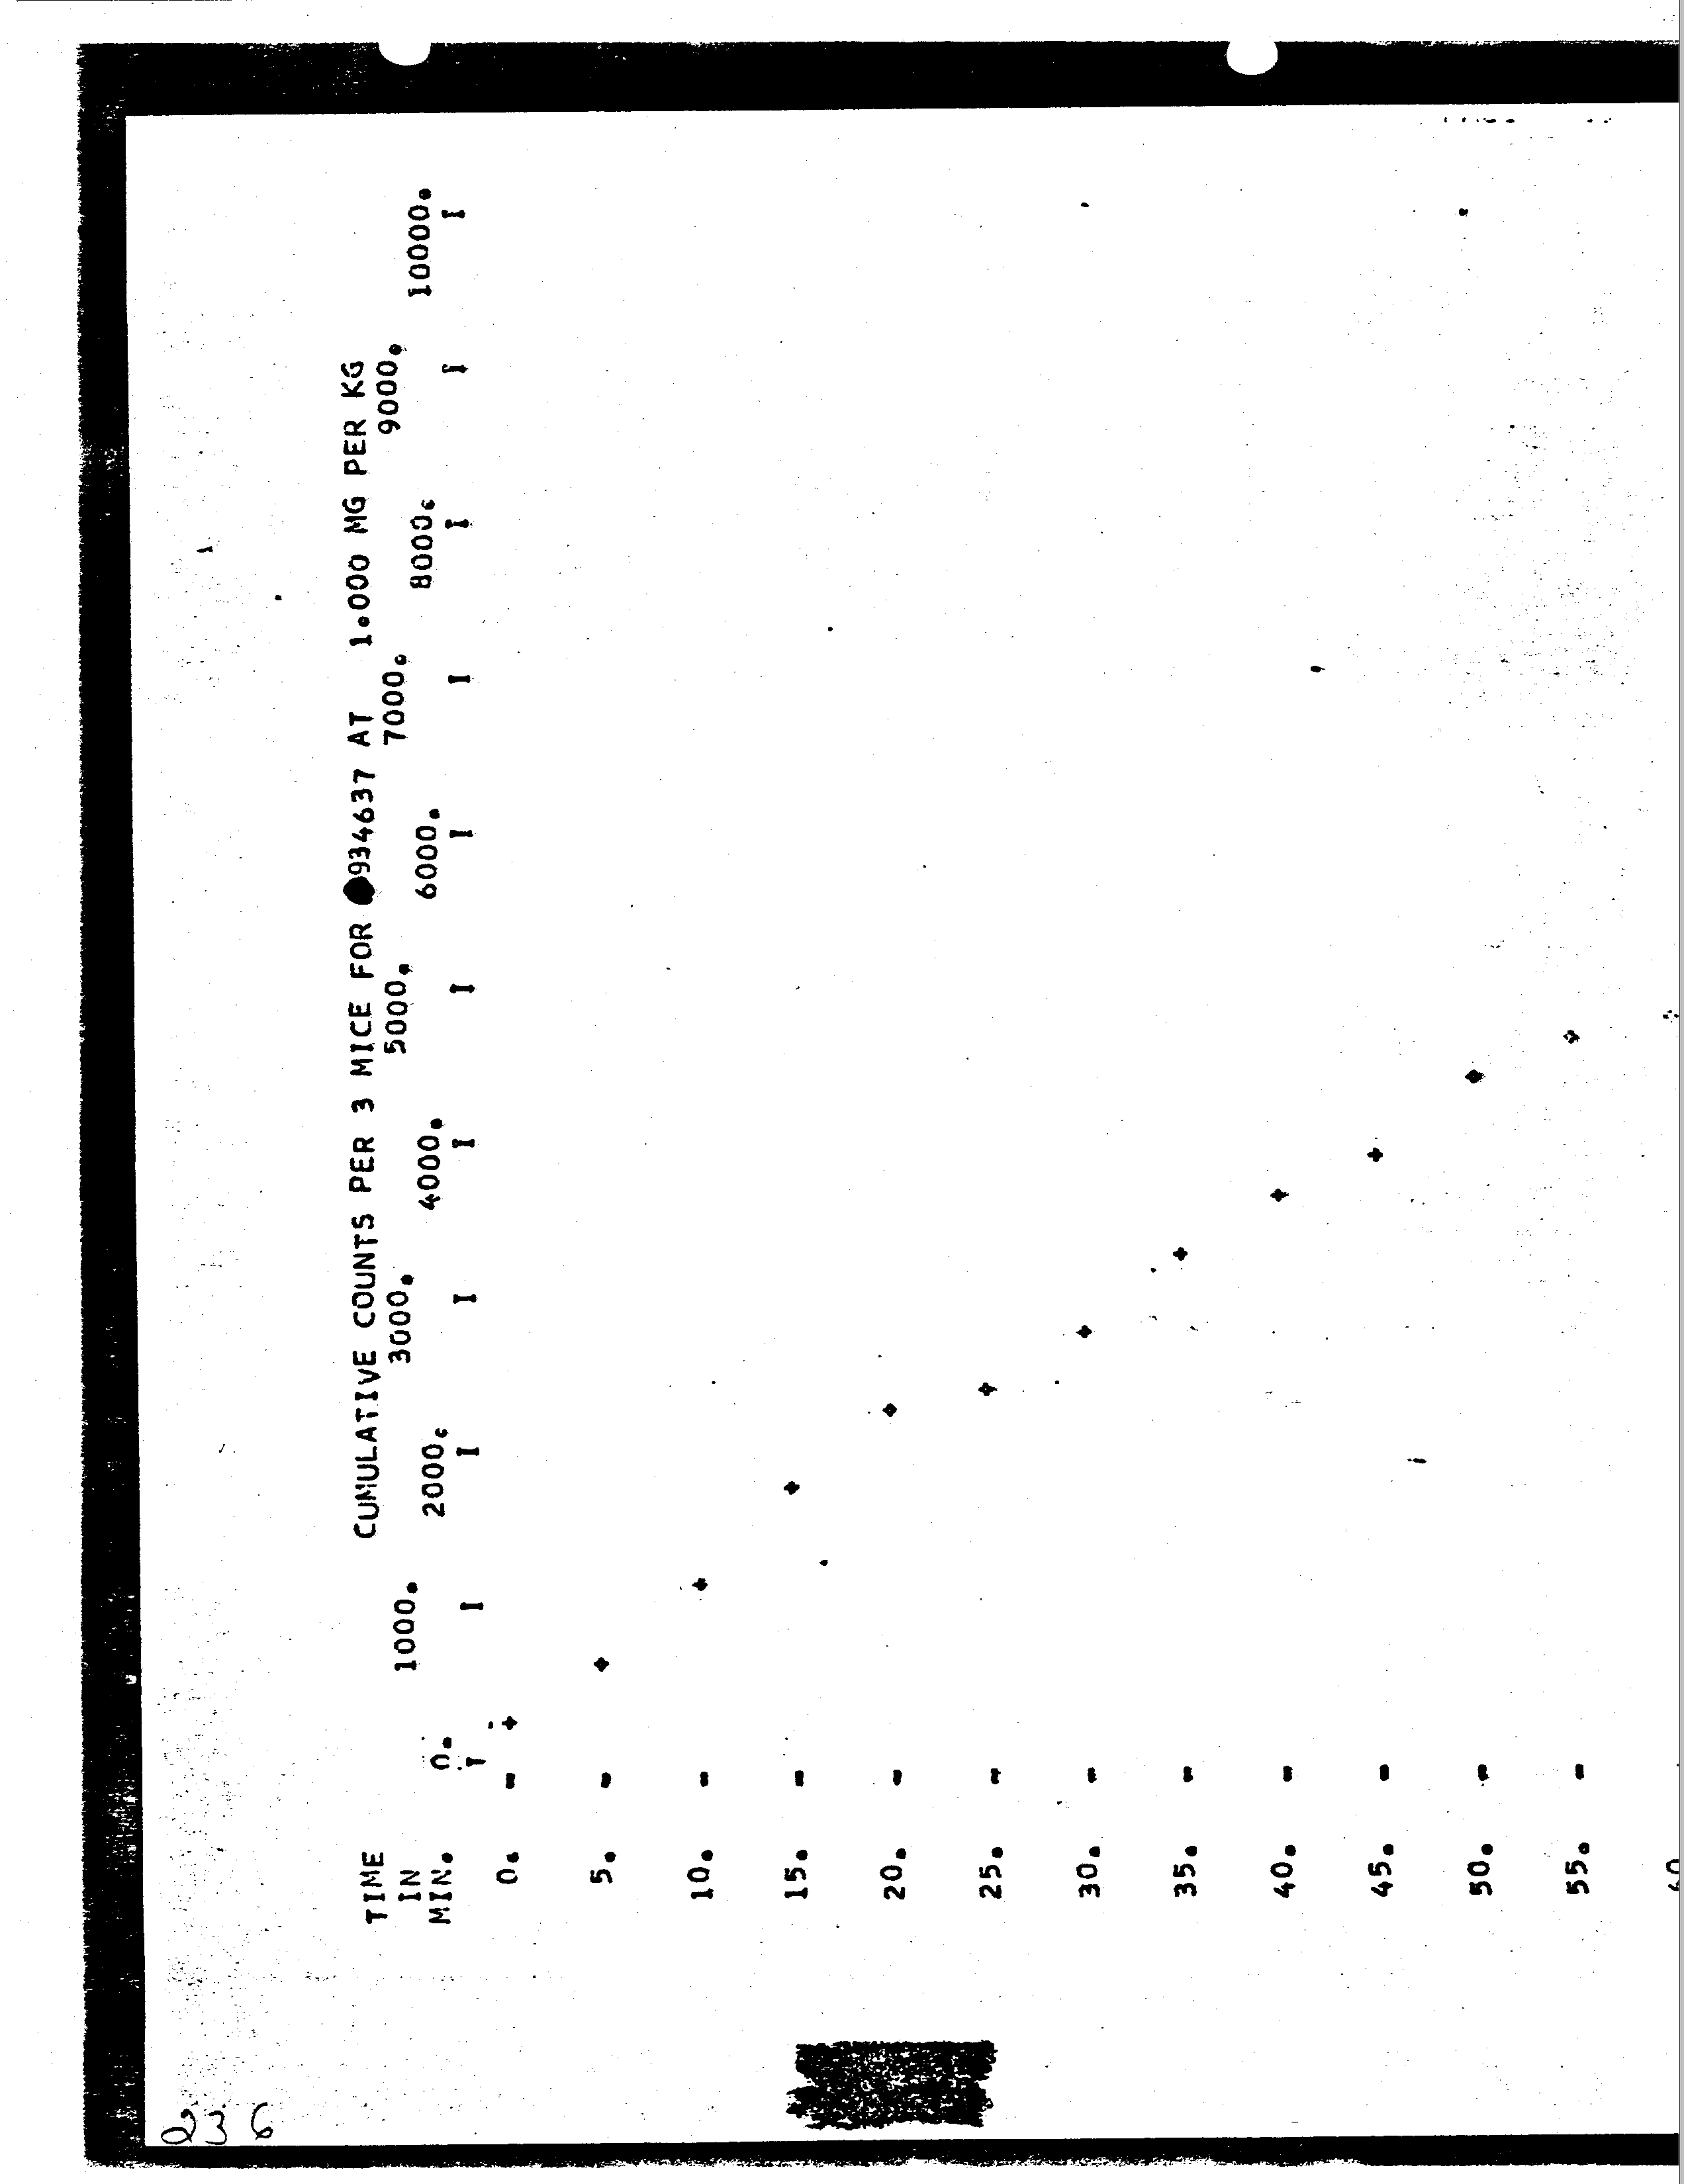 236
CUMULATIVE COUNTS PER 3 MICE FOR 934637 AT 1.000 MG PER KG
TIME
IN
MIN.
1000. 3000. 5000. 7000. 9000.
0. 2000. 4000. 6000. 8000. 10000.
I I I I I I I I I I I
0. - +
5. - +
10. - +
15. - +
20. - +
25. - +
30. - +
35. - +
40. - +
45. - +
50. - +
55. - +